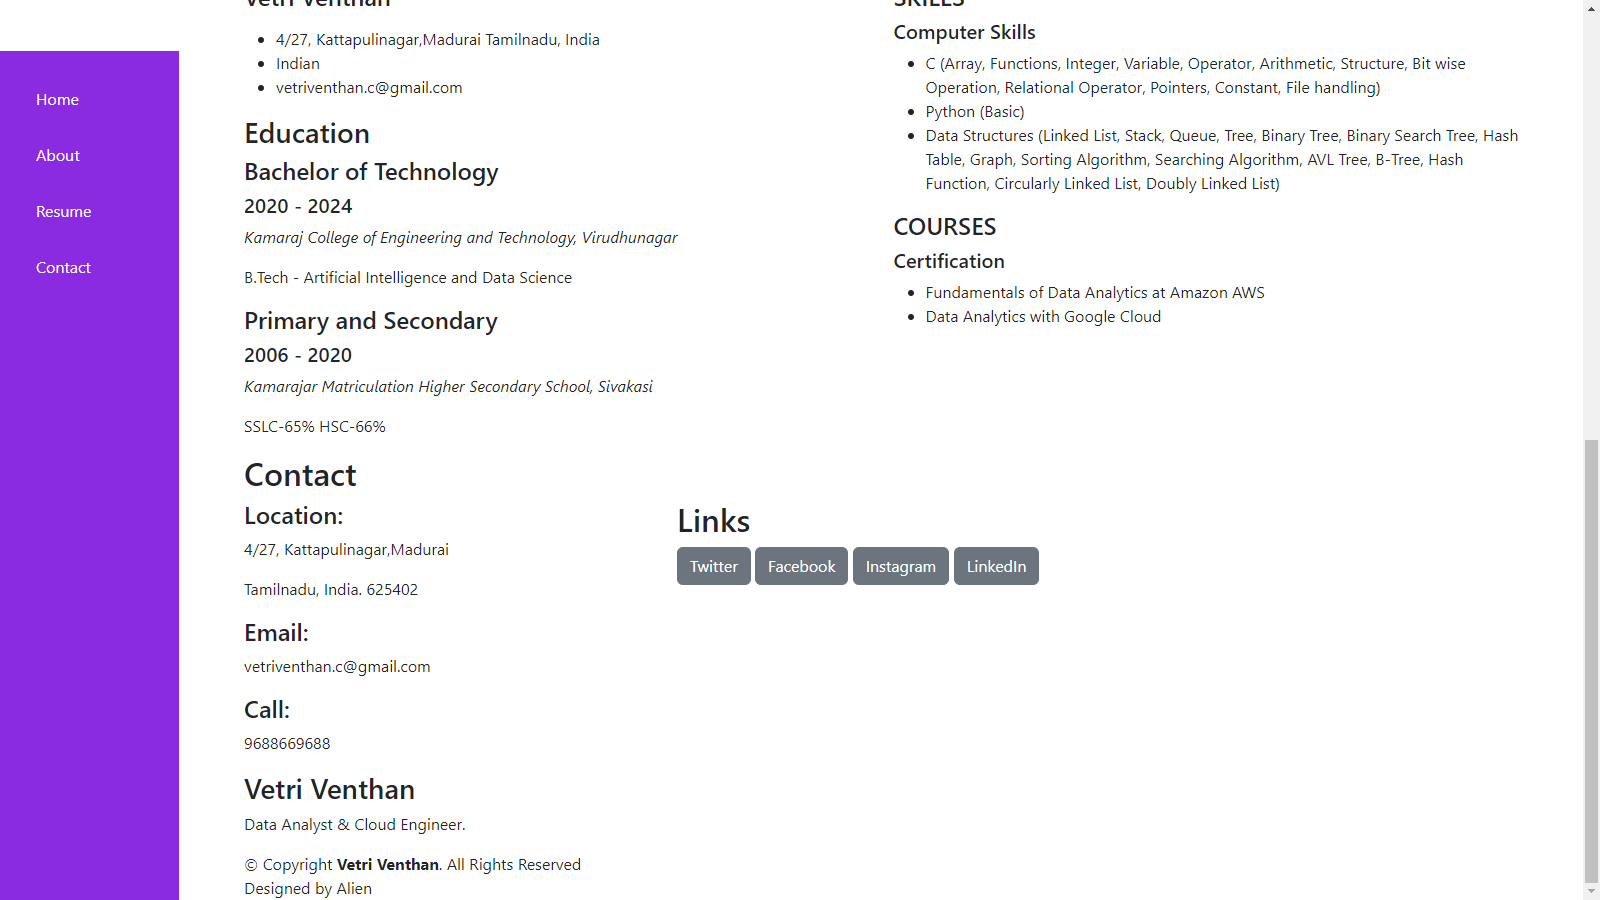 Home
About
Resume
Contact
Vetri Venthan
4/27, Kattapulinagar,Madurai Tamilnadu, India
Indian
vetriventhan.c@gmail.com
Education
Bachelor of Technology
2020 - 2024
Kamaraj College of Engineering and Technology, Virudhunagar
B.Tech - Artificial Intelligence and Data Science
Primary and Secondary
2006 - 2020
Kamarajar Matriculation Higher Secondary School, Sivakasi
SSLC-65% HSC-66%
SKILLS
Computer Skills
C (Array, Functions, Integer, Variable, Operator, Arithmetic, Structure, Bit wise
Operation, Relational Operator, Pointers, Constant, File handling)
Python (Basic)
Data Structures (Linked List, Stack, Queue, Tree, Binary Tree, Binary Search Tree, Hash
Table, Graph, Sorting Algorithm, Searching Algorithm, AVL Tree, B-Tree, Hash
Function, Circularly Linked List, Doubly Linked List)
COURSES
Certification
Fundamentals of Data Analytics at Amazon AWS
Data Analytics with Google Cloud
Contact
Location:
4/27, Kattapulinagar,Madurai
Tamilnadu, India. 625402
Email:
vetriventhan.c@gmail.com
Call:
9688669688
Links
Twitter
Facebook
Instagram
LinkedIn
Vetri Venthan
Data Analyst & Cloud Engineer.
© Copyright Vetri Venthan. All Rights Reserved
Designed by Alien